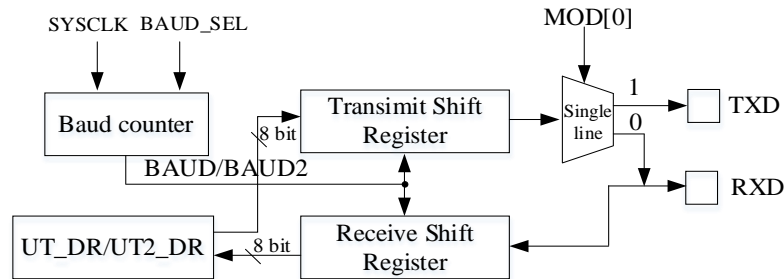 SYSCLK BAUD_SEL
MOD[0]
Baud counter
8 bit
Transimit Shift
Register
Single
line
1
0
TXD
BAUD/BAUD2
RXD
UT_DR/UT2_DR
8 bit
Receive Shift
Register